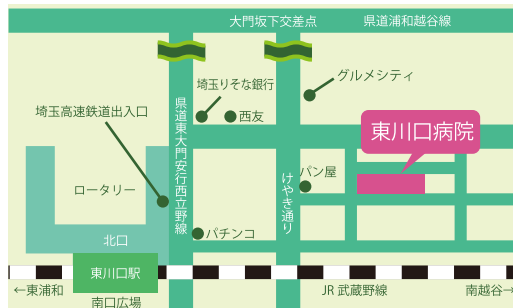 大門坂下交差点
県道浦和越谷線
グルメシティ
埼玉りそな銀行
西友
埼玉高速鉄道出入口
県道東大門安行西立野線
東川口病院
けやき通り
パン屋
ロータリー
パチンコ
北口
東川口駅
←東浦和
JR 武蔵野線
南越谷→
南口広場